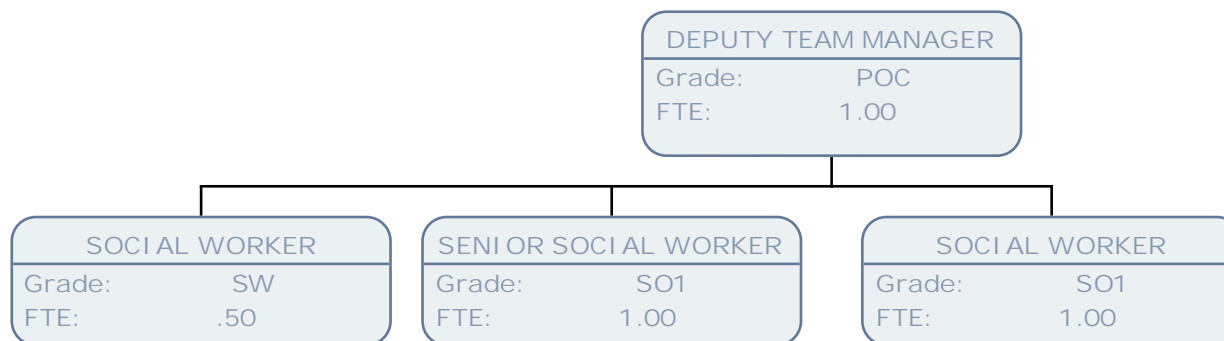 DEPUTY TEAM MANAGER
Grade: POC
FTE: 1.00
SOCIAL WORKER
Grade: SW
FTE: .50
SENIOR SOCIAL WORKER
Grade: SO1
FTE: 1.00
SOCIAL WORKER
Grade: SO1
FTE: 1.00